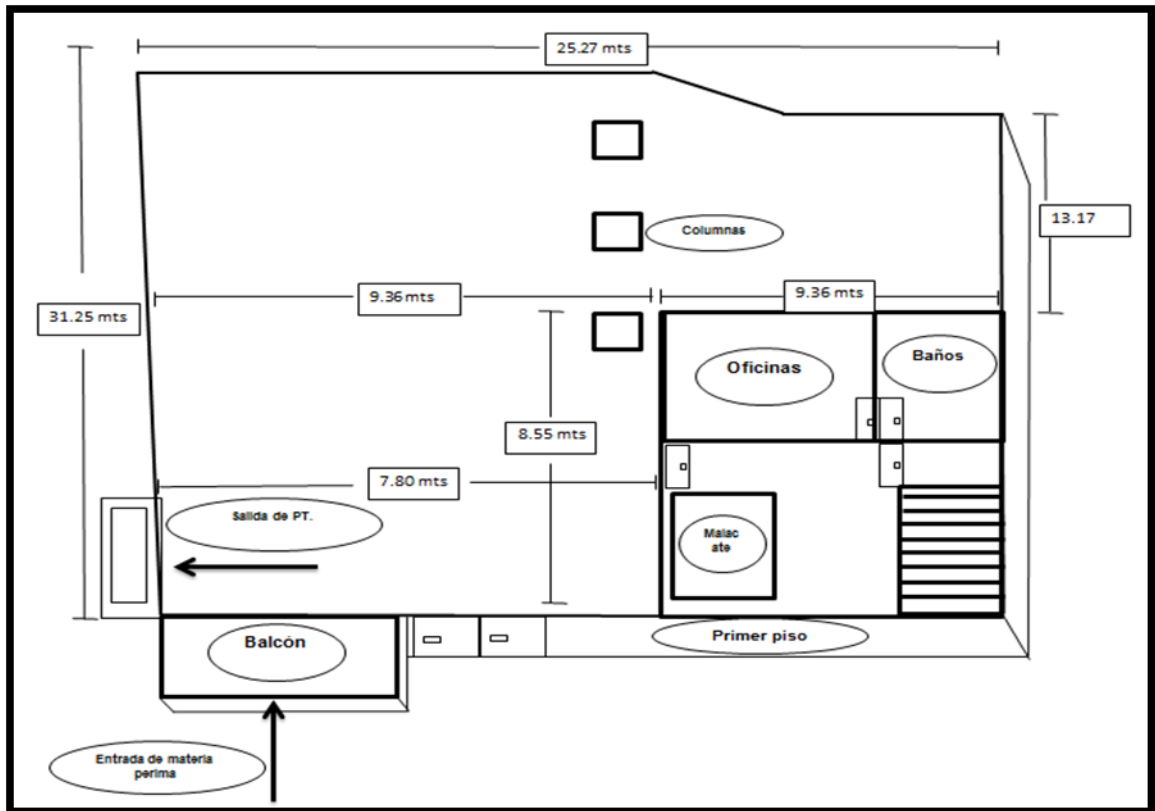 25.27 mts
13.17
Columnas
9.36 mts
9.36 mts
31.25 mts
Oficinas
Baños
8.55 mts
7.80 mts
Salida de PT.
Malac
ate
Balcón
Primer piso
Entrada de materia
perima